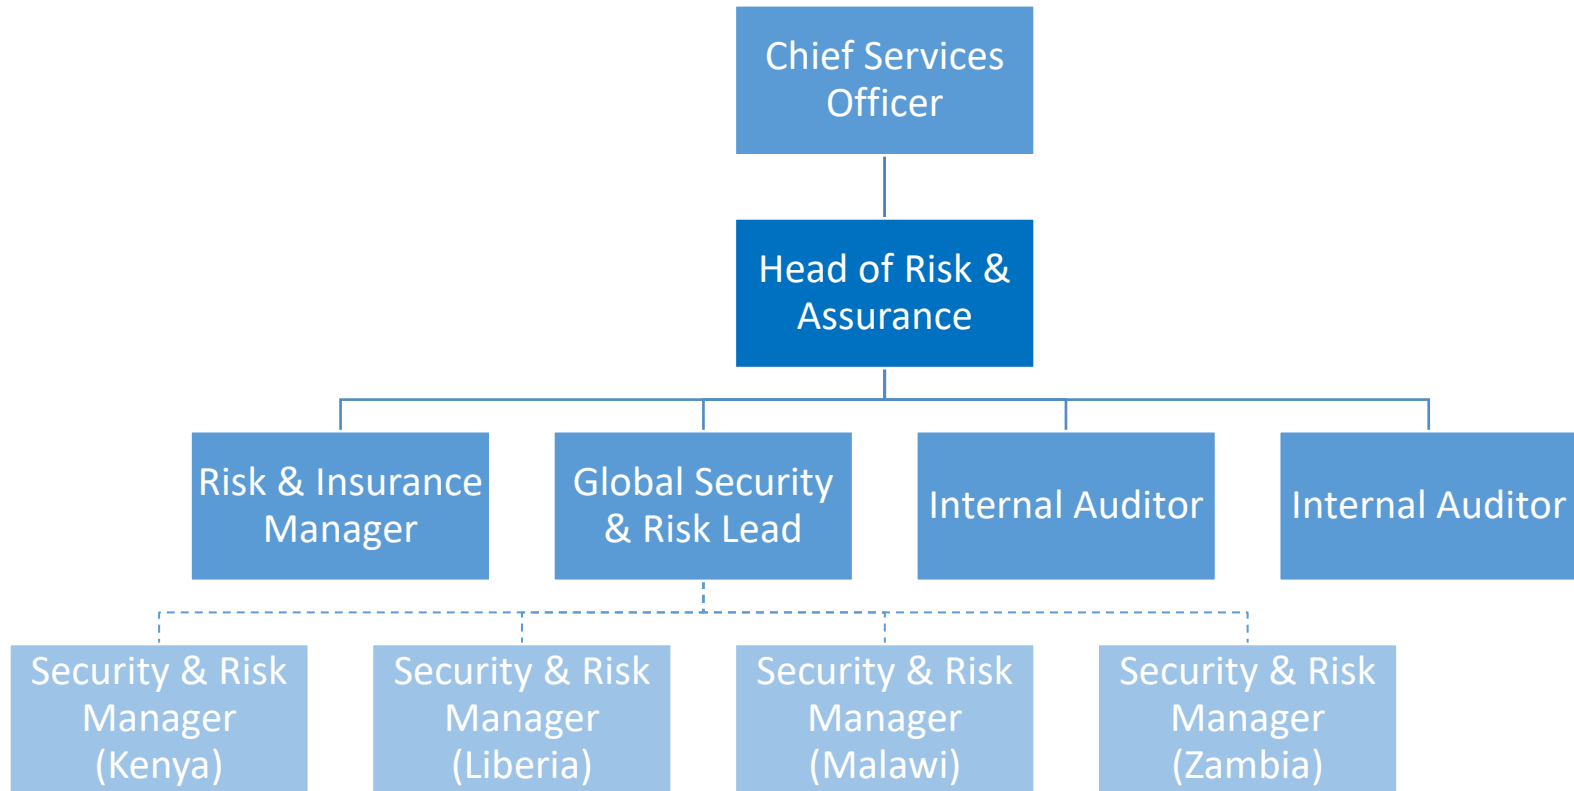 Chief Services
Officer
Head of Risk &
Assurance
Risk & Insurance
Manager
Global Security
& Risk Lead
Internal Auditor
Internal Auditor
Security & Risk
Manager
(Kenya)
Security & Risk
Manager
(Liberia)
Security & Risk
Manager
(Malawi)
Security & Risk
Manager
(Zambia)